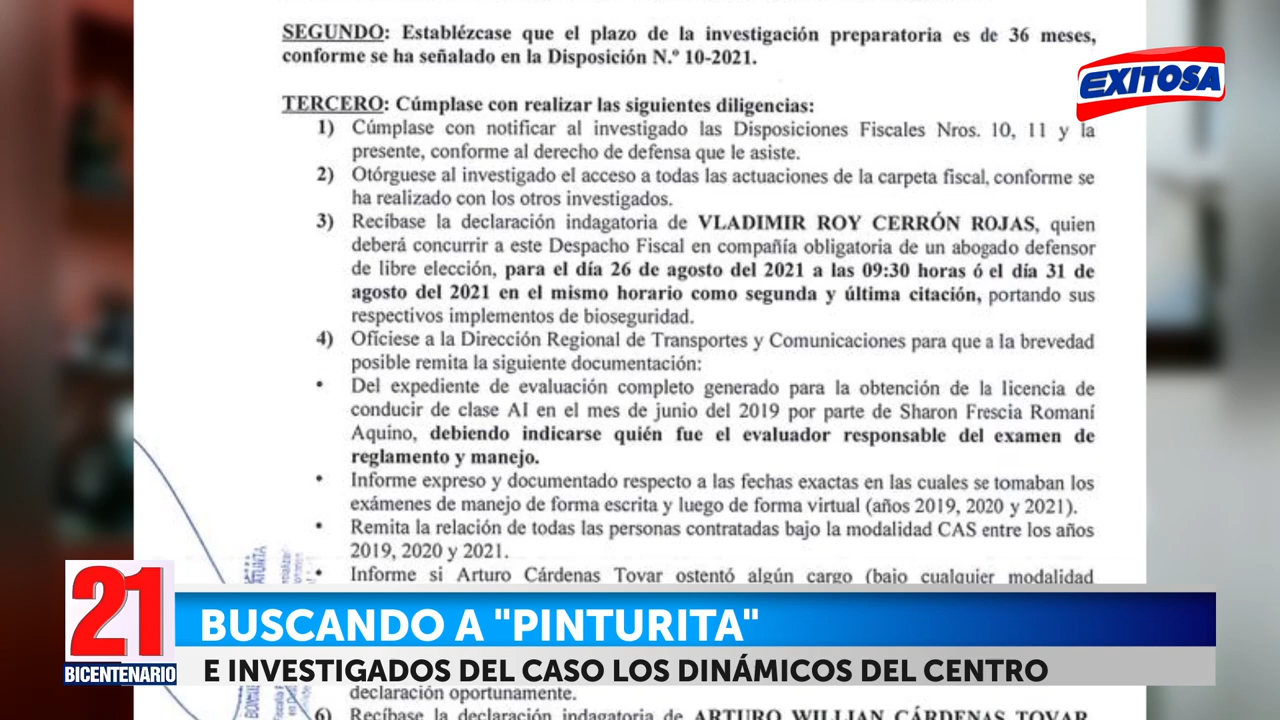 SEGUNDO: Establézcase que el plazo de la investigación preparatoria es de 36 meses,
conforme se ha señalado en la Disposición N.º 10-2021.
EXITOSA
TERCERO: Cúmplase con realizar las siguientes diligencias:
1) Cúmplase con notificar al investigado las Disposiciones Fiscales Nros. 10, 11 y la
presente, conforme al derecho de defensa que le asiste.
2) Otórguese al investigado el acceso a todas las actuaciones de la carpeta fiscal, conforme se
ha realizado con los otros investigados.
3) Recíbase la declaración indagatoria de VLADIMIR ROY CERRÓN ROJAS, quien
deberá concurrir a este Despacho Fiscal en compañía obligatoria de un abogado defensor
de libre elección, para el día 26 de agosto del 2021 a las 09:30 horas ó el día 31 de
agosto del 2021 en el mismo horario como segunda y última citación, portando sus
respectivos implementos de bioseguridad.
4) Ofíciese a la Dirección Regional de Transportes y Comunicaciones para que a la brevedad
posible remita la siguiente documentación:
• Del expediente de evaluación completo generado para la obtención de la licencia de
conducir de clase AI en el mes de junio del 2019 por parte de Sharon Frescia Romaní
Aquino, debiendo indicarse quién fue el evaluador responsable del examen de
reglamento y manejo.
• Informe expreso y documentado respecto a las fechas exactas en las cuales se tomaban los
exámenes de manejo de forma escrita y luego de forma virtual (años 2019, 2020 y 2021).
• Remita la relación de todas las personas contratadas bajo la modalidad CAS entre los años
2019, 2020 y 2021.
• Informe si Arturo Cárdenas Tovar ostentó algún cargo (bajo cualquier modalidad
21
BICENTENARIO
BUSCANDO A "PINTURITA"
E INVESTIGADOS DEL CASO LOS DINÁMICOS DEL CENTRO
declaración oportunamente.
6) Recíbase la declaración indagatoria de ARTURO WILLIAN CÁRDENAS TOVAR,